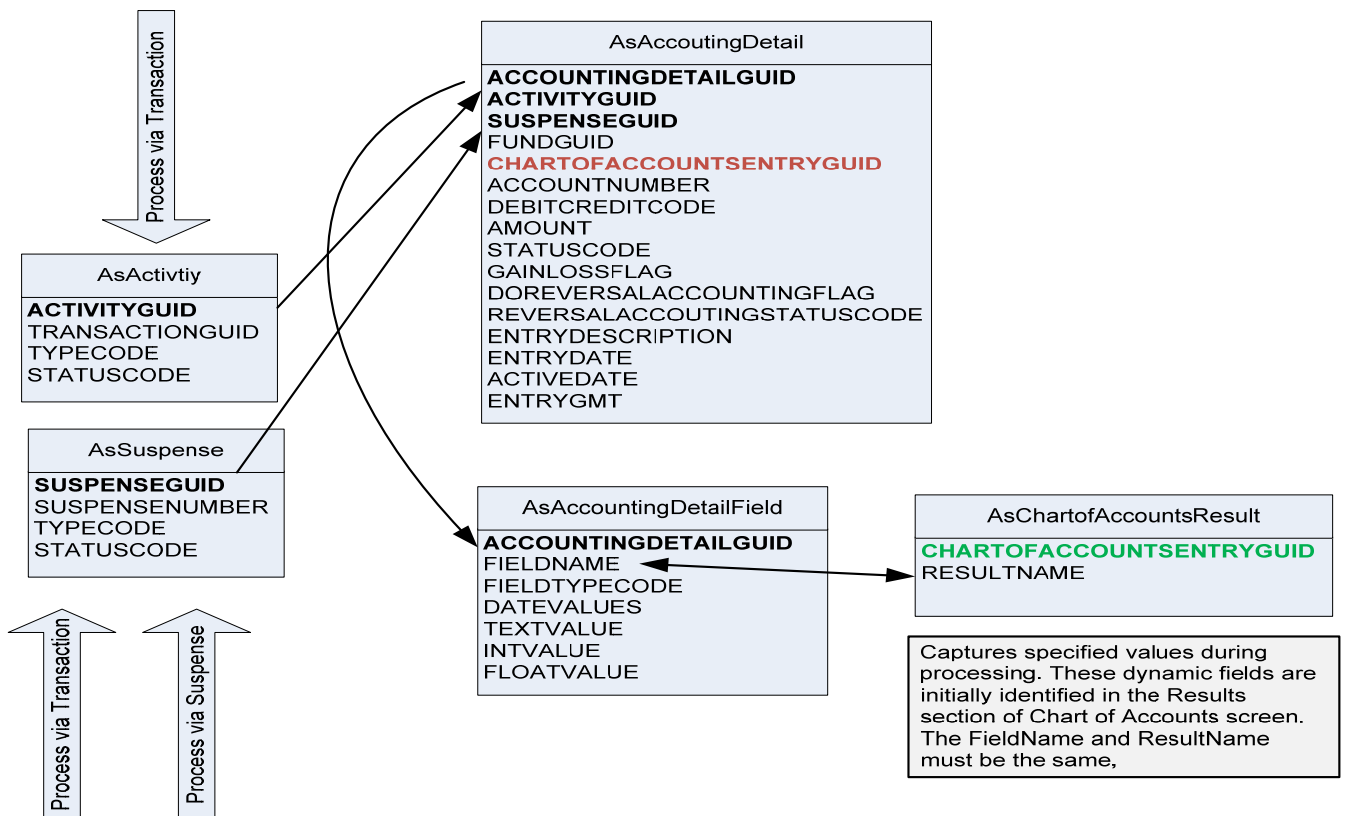 Process via Transaction
AsAccoutingDetail
ACCOUNTINGDETAILGUID
ACTIVITYGUID
SUSPENSEGUID
FUNDGUID
CHARTOFACCOUNTSENTRYGUID
ACCOUNTNUMBER
DEBITCREDITCODE
AMOUNT
STATUSCODE
GAINLOSSFLAG
DOREVERSALACCOUNTINGFLAG
REVERSALACCOUTINGSTATUSCODE
ENTRYDESCRIPTION
ENTRYDATE
ACTIVEDATE
ENTRYGMT
AsActivtiy
ACTIVITYGUID
TRANSACTIONGUID
TYPECODE
STATUSCODE
AsSuspense
SUSPENSEGUID
SUSPENSENUMBER
TYPECODE
STATUSCODE
AsAccountingDetailField
ACCOUNTINGDETAILGUID
FIELDNAME
FIELDTYPECODE
DATEVALUES
TEXTVALUE
INTVALUE
FLOATVALUE
AsChartofAccountsResult
CHARTOFACCOUNTSENTRYGUID
RESULTNAME
Captures specified values during
processing. These dynamic fields are
initially identified in the Results
section of Chart of Accounts screen.
The FieldName and ResultName
must be the same,
Process via Transaction
Process via Suspense